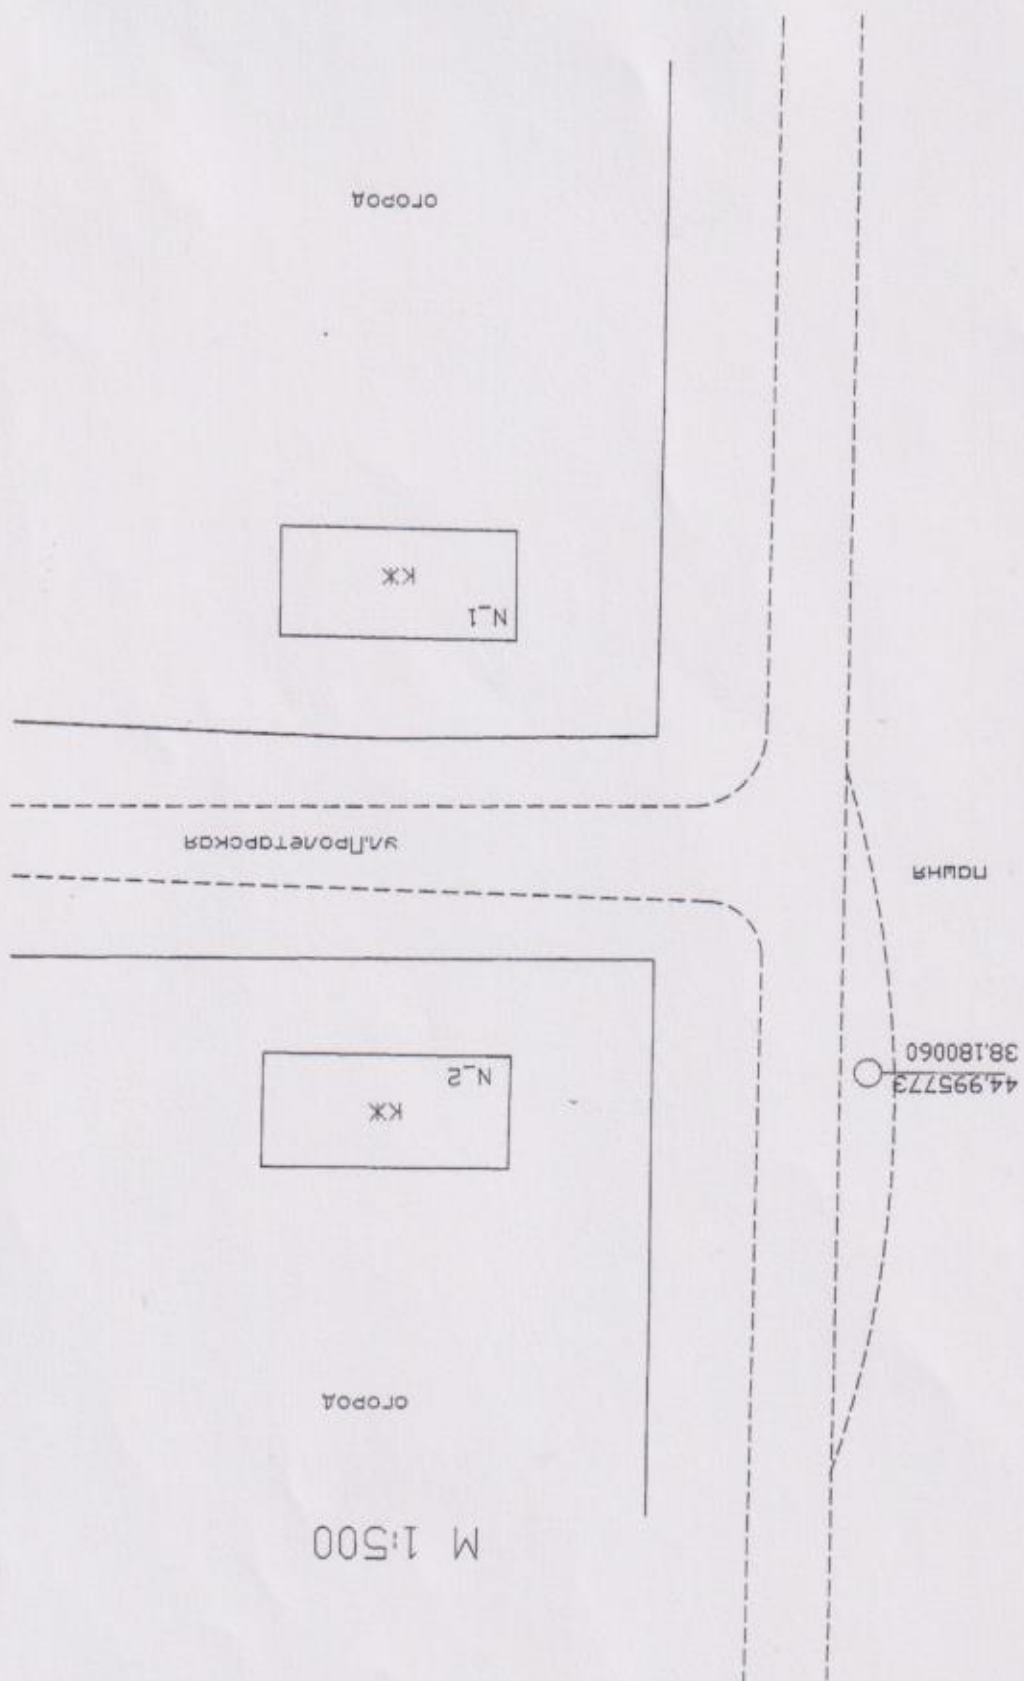 М 1:500
огород
44.995773
38.180060
КЖ
N_2
пашня
ул.Пролетарская
N_1
КЖ
огород